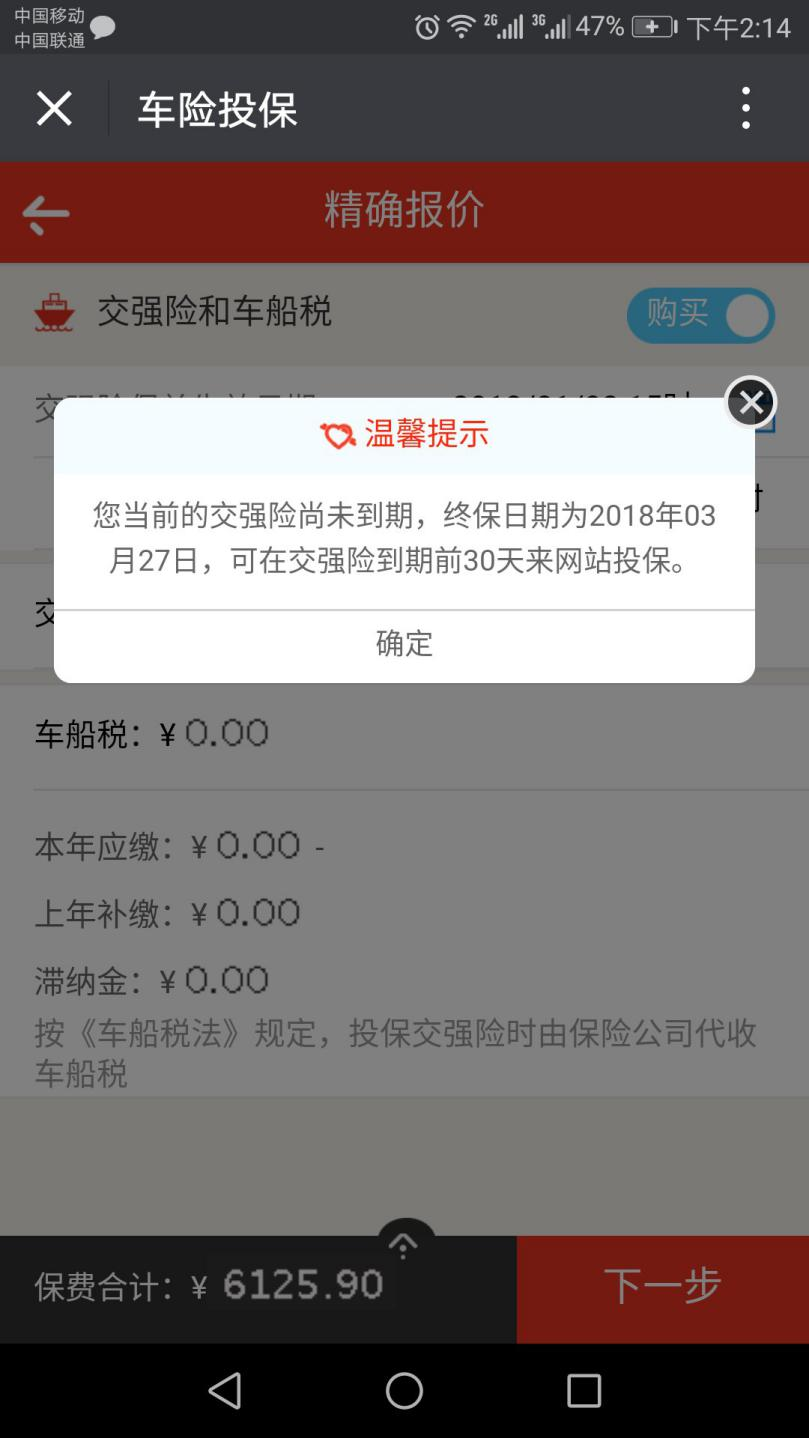 中国移动
中国联通
2G 3G 47% 下午2:14
车险投保
精确报价
交强险和车船税
购买
温馨提示
您当前的交强险尚未到期，终保日期为2018年03
月27日，可在交强险到期前30天来网站投保。
确定
车船税：¥ 0.00
本年应缴：¥ 0.00 -
上年补缴：¥ 0.00
滞纳金：¥ 0.00
按《车船税法》规定，投保交强险时由保险公司代收
车船税
保费合计：¥ 6125.90
下一步